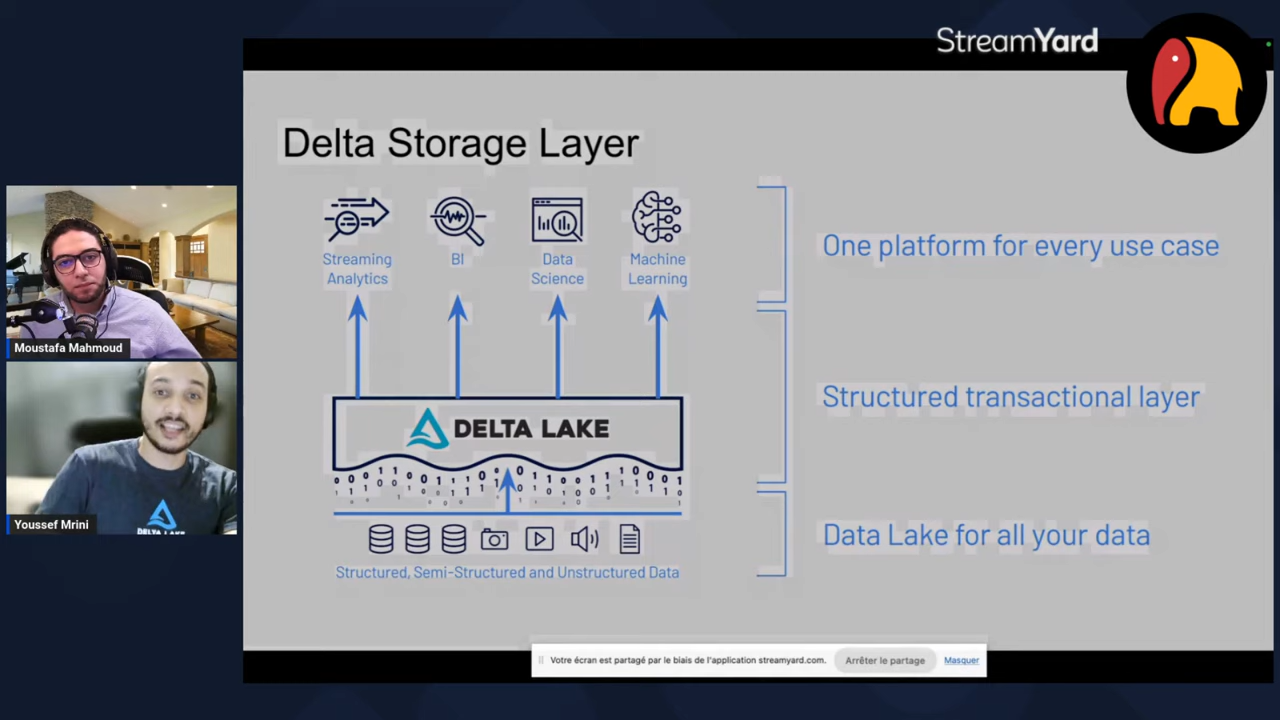 StreamYard
Delta Storage Layer
Streaming
Analytics
BI
Data
Science
Machine
Learning
One platform for every use case
DELTA LAKE
Structured transactional layer
Structured, Semi-Structured and Unstructured Data
Data Lake for all your data
Moustafa Mahmoud
DELTA LAKE
Youssef Mrini
Votre écran est partagé par le biais de l'application streamyard.com.
Arrêter le partage
Masquer